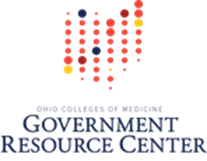 OHIO COLLEGES OF MEDICINE
GOVERNMENT
RESOURCE CENTER